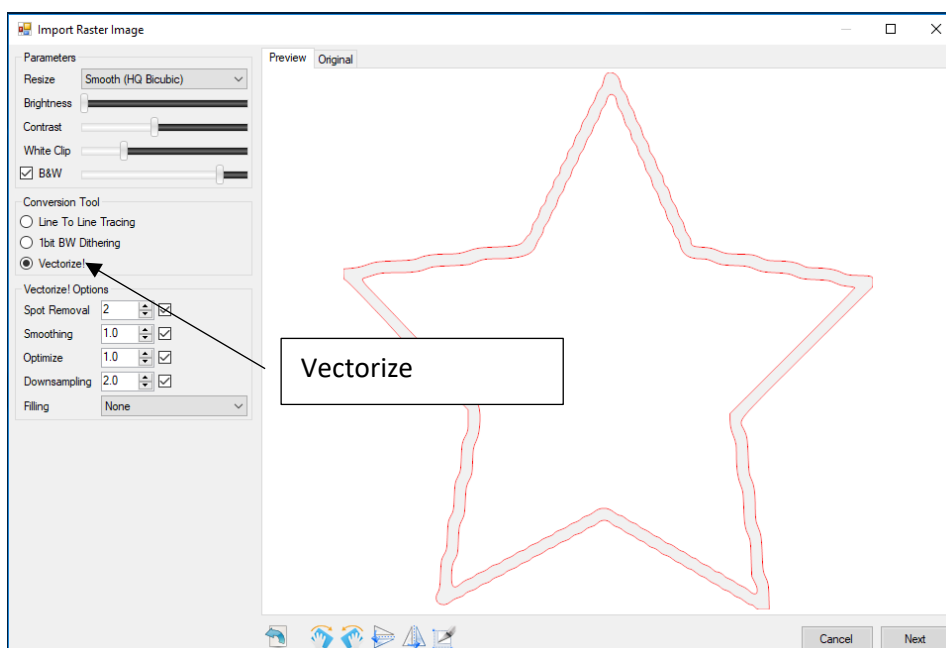 Import Raster Image
Parameters
Resize Smooth (HQ Bicubic)
Brightness
Contrast
White Clip
B&W
Conversion Tool
Line To Line Tracing
1bit BW Dithering
Vectorize!
Vectorize! Options
Spot Removal 2
Smoothing 1.0
Optimize 1.0
Downsampling 2.0
Filling None
Preview Original
Vectorize
Cancel Next